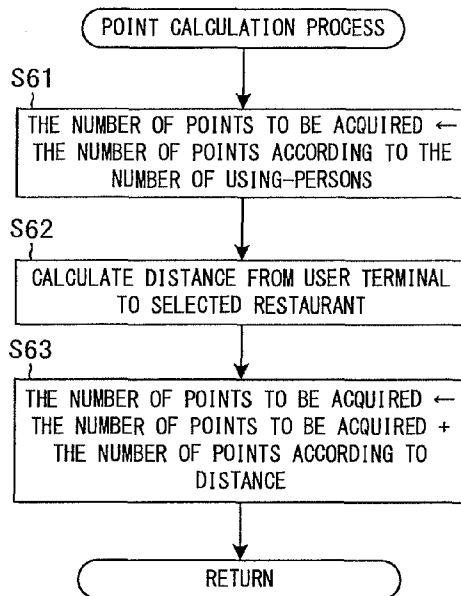 POINT CALCULATION PROCESS
S61
THE NUMBER OF POINTS TO BE ACQUIRED ←
THE NUMBER OF POINTS ACCORDING TO THE
NUMBER OF USING-PERSONS
S62
CALCULATE DISTANCE FROM USER TERMINAL
TO SELECTED RESTAURANT
S63
THE NUMBER OF POINTS TO BE ACQUIRED ←
THE NUMBER OF POINTS TO BE ACQUIRED +
THE NUMBER OF POINTS ACCORDING TO
DISTANCE
RETURN